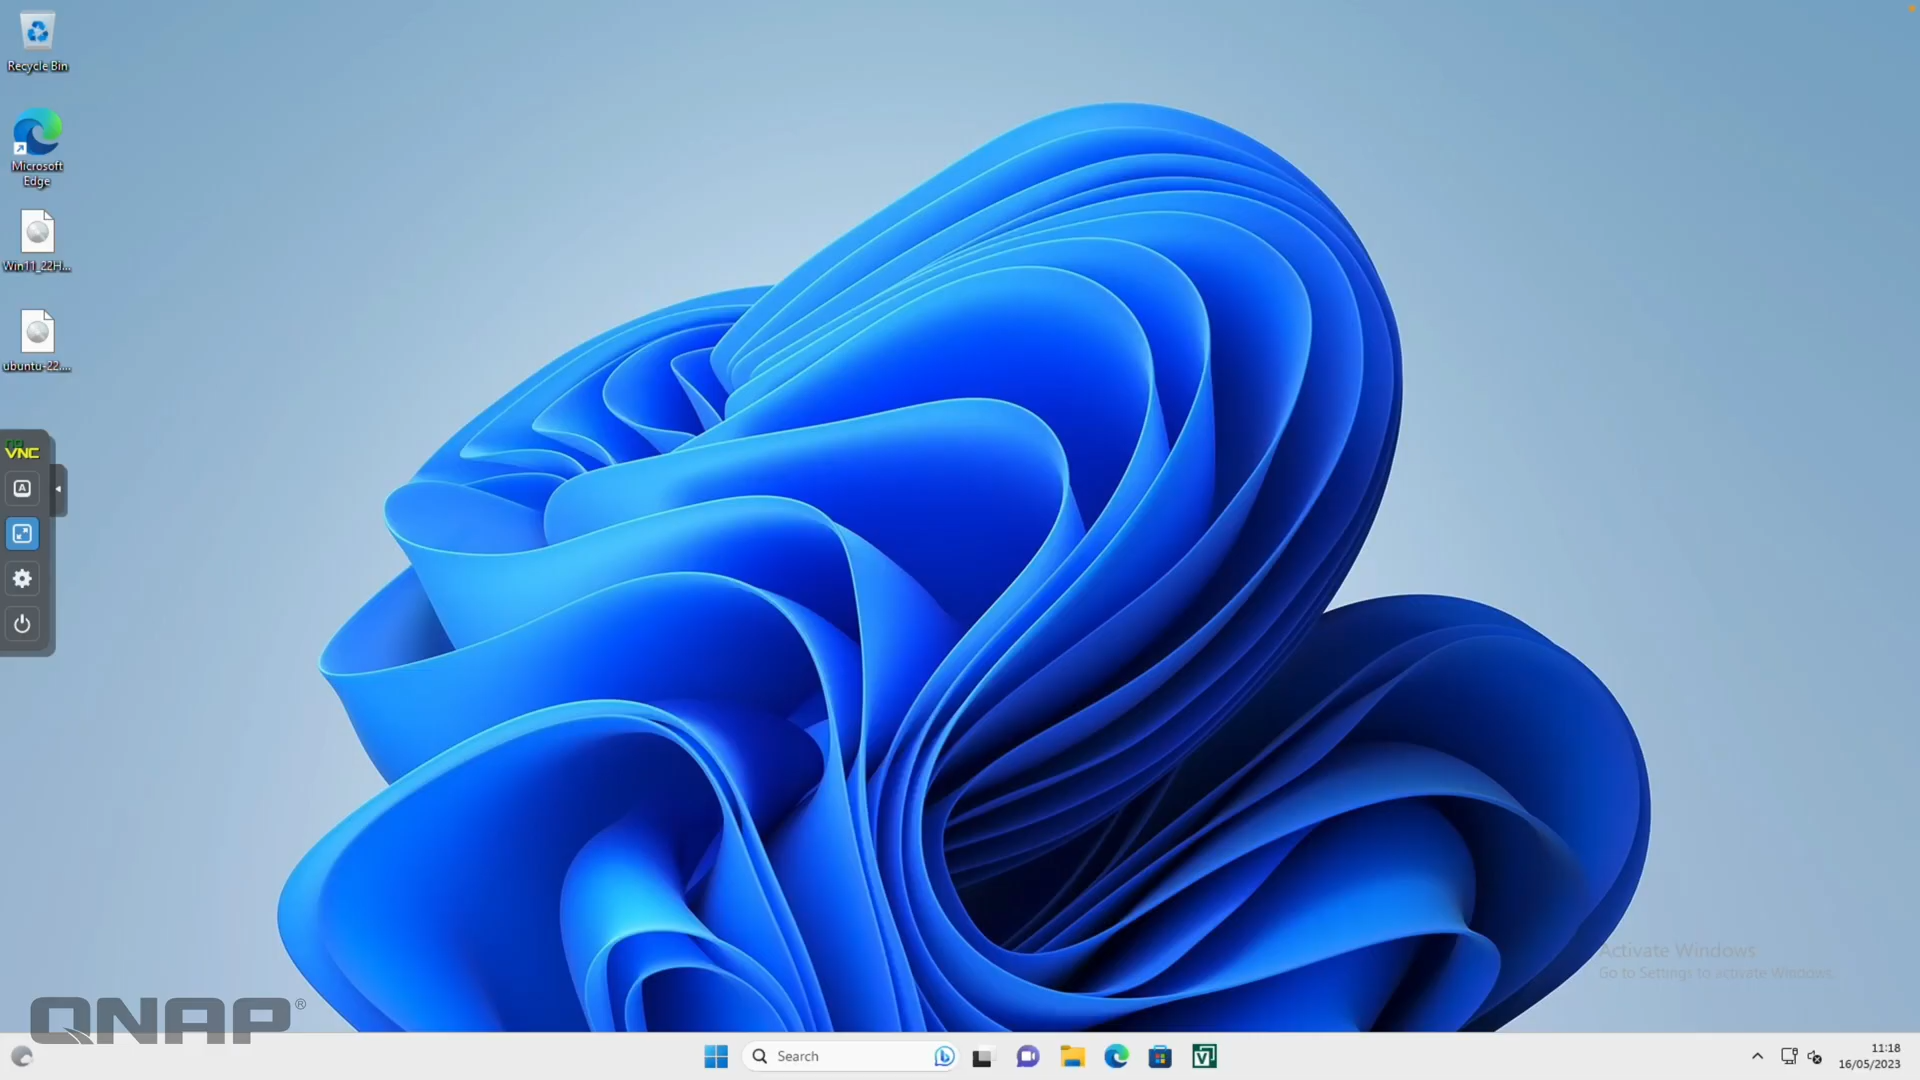 Recycle Bin
Microsoft
Edge
Win11_22H...
ubuntu-22....
no
VNC
A
Activate Windows
Go to Settings to activate Windows.
QNAP®
Search
11:18
16/05/2023